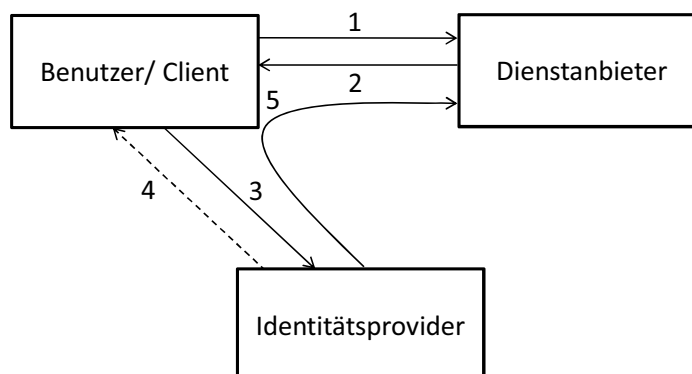 1
Benutzer/ Client
Dienstanbieter
2
5
4
3
Identitätsprovider